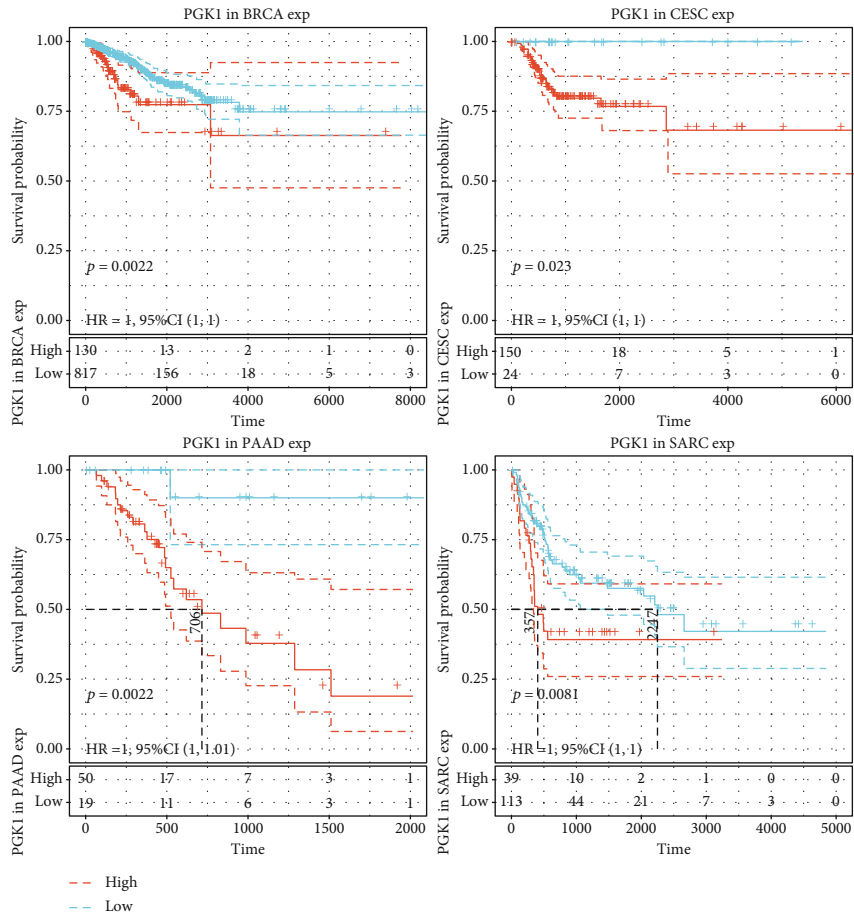 PGK1 in BRCA exp
Survival probability
1.00
0.75
0.50
0.25
0.00
p = 0.0022
HR = 1, 95%CI (1, 1)
PGK1 in BRCA exp
High 130 13 2 1 0
Low 817 156 18 5 3
0 2000 4000 6000 8000
Time
PGK1 in CESC exp
Survival probability
1.00
0.75
0.50
0.25
0.00
p = 0.023
HR = 1, 95%CI (1, 1)
PGK1 in CESC exp
High 150 18 5 1
Low 24 7 3 0
0 2000 4000 6000
Time
PGK1 in PAAD exp
Survival probability
1.00
0.75
0.50
0.25
0.00
706
p = 0.0022
HR =1, 95%CI (1, 1.01)
PGK1 in PAAD exp
High 50 17 7 3 1
Low 19 11 6 3 1
0 500 1000 1500 2000
Time
PGK1 in SARC exp
Survival probability
1.00
0.75
0.50
0.25
0.00
357
2247
p = 0.0081
HR =1, 95%CI (1, 1)
PGK1 in SARC exp
High 39 10 2 1 0 0
Low 113 44 21 7 3 0
0 1000 2000 3000 4000 5000
Time
High
Low